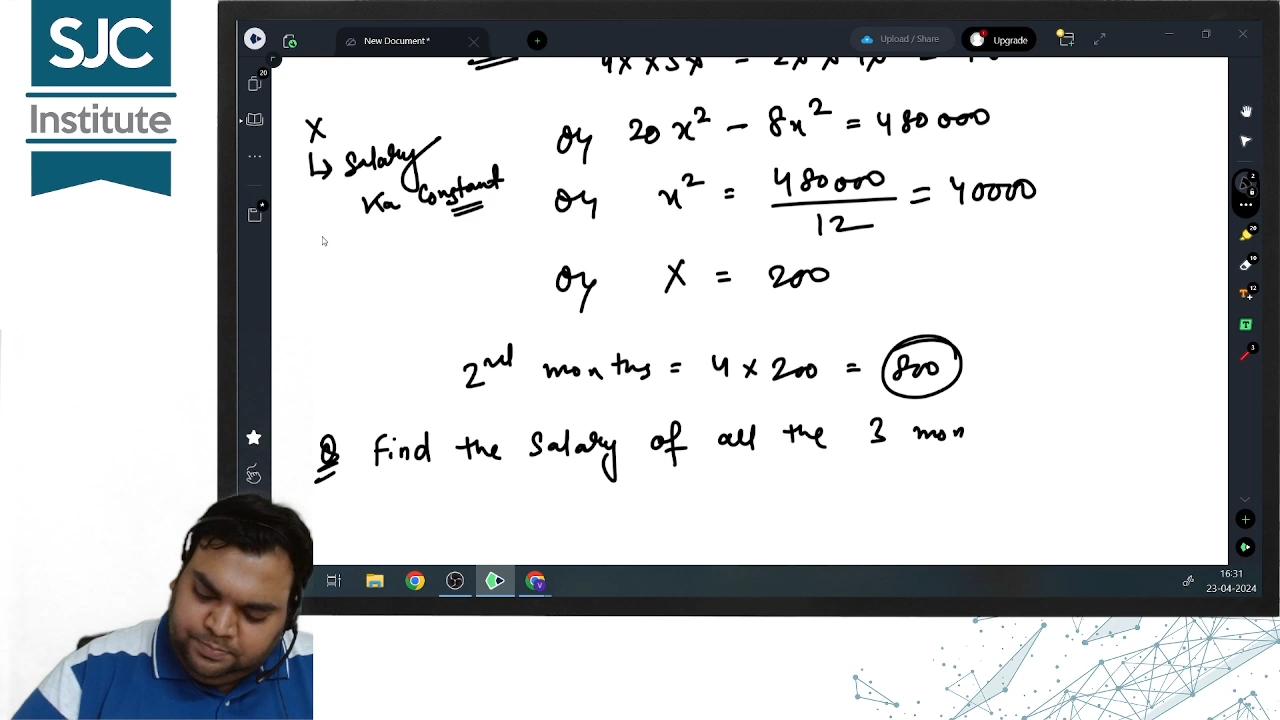 SJC
Institute
New Document*
Upload / Share
Upgrade
or 20x² - 8x² = 480000
X
↳ Salary
Ka Constant
or x² = 480000 / 12 = 40000
or X = 200
2nd months = 4 x 200 = 800
Q Find the Salary of all the 3 mon
16:31
23-04-2024